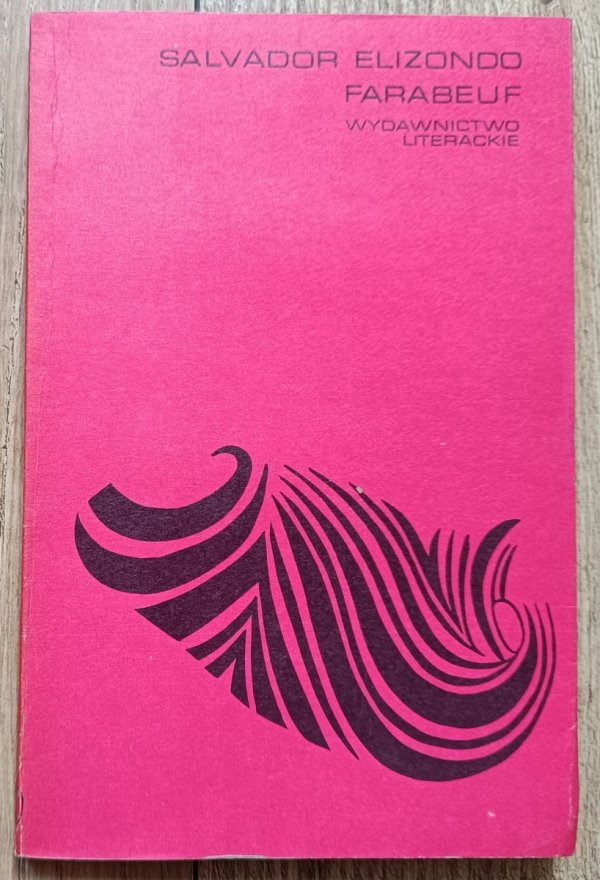 SALVADOR ELIZONDO
FARABEUF
WYDAWNICTWO
LITERACKIE